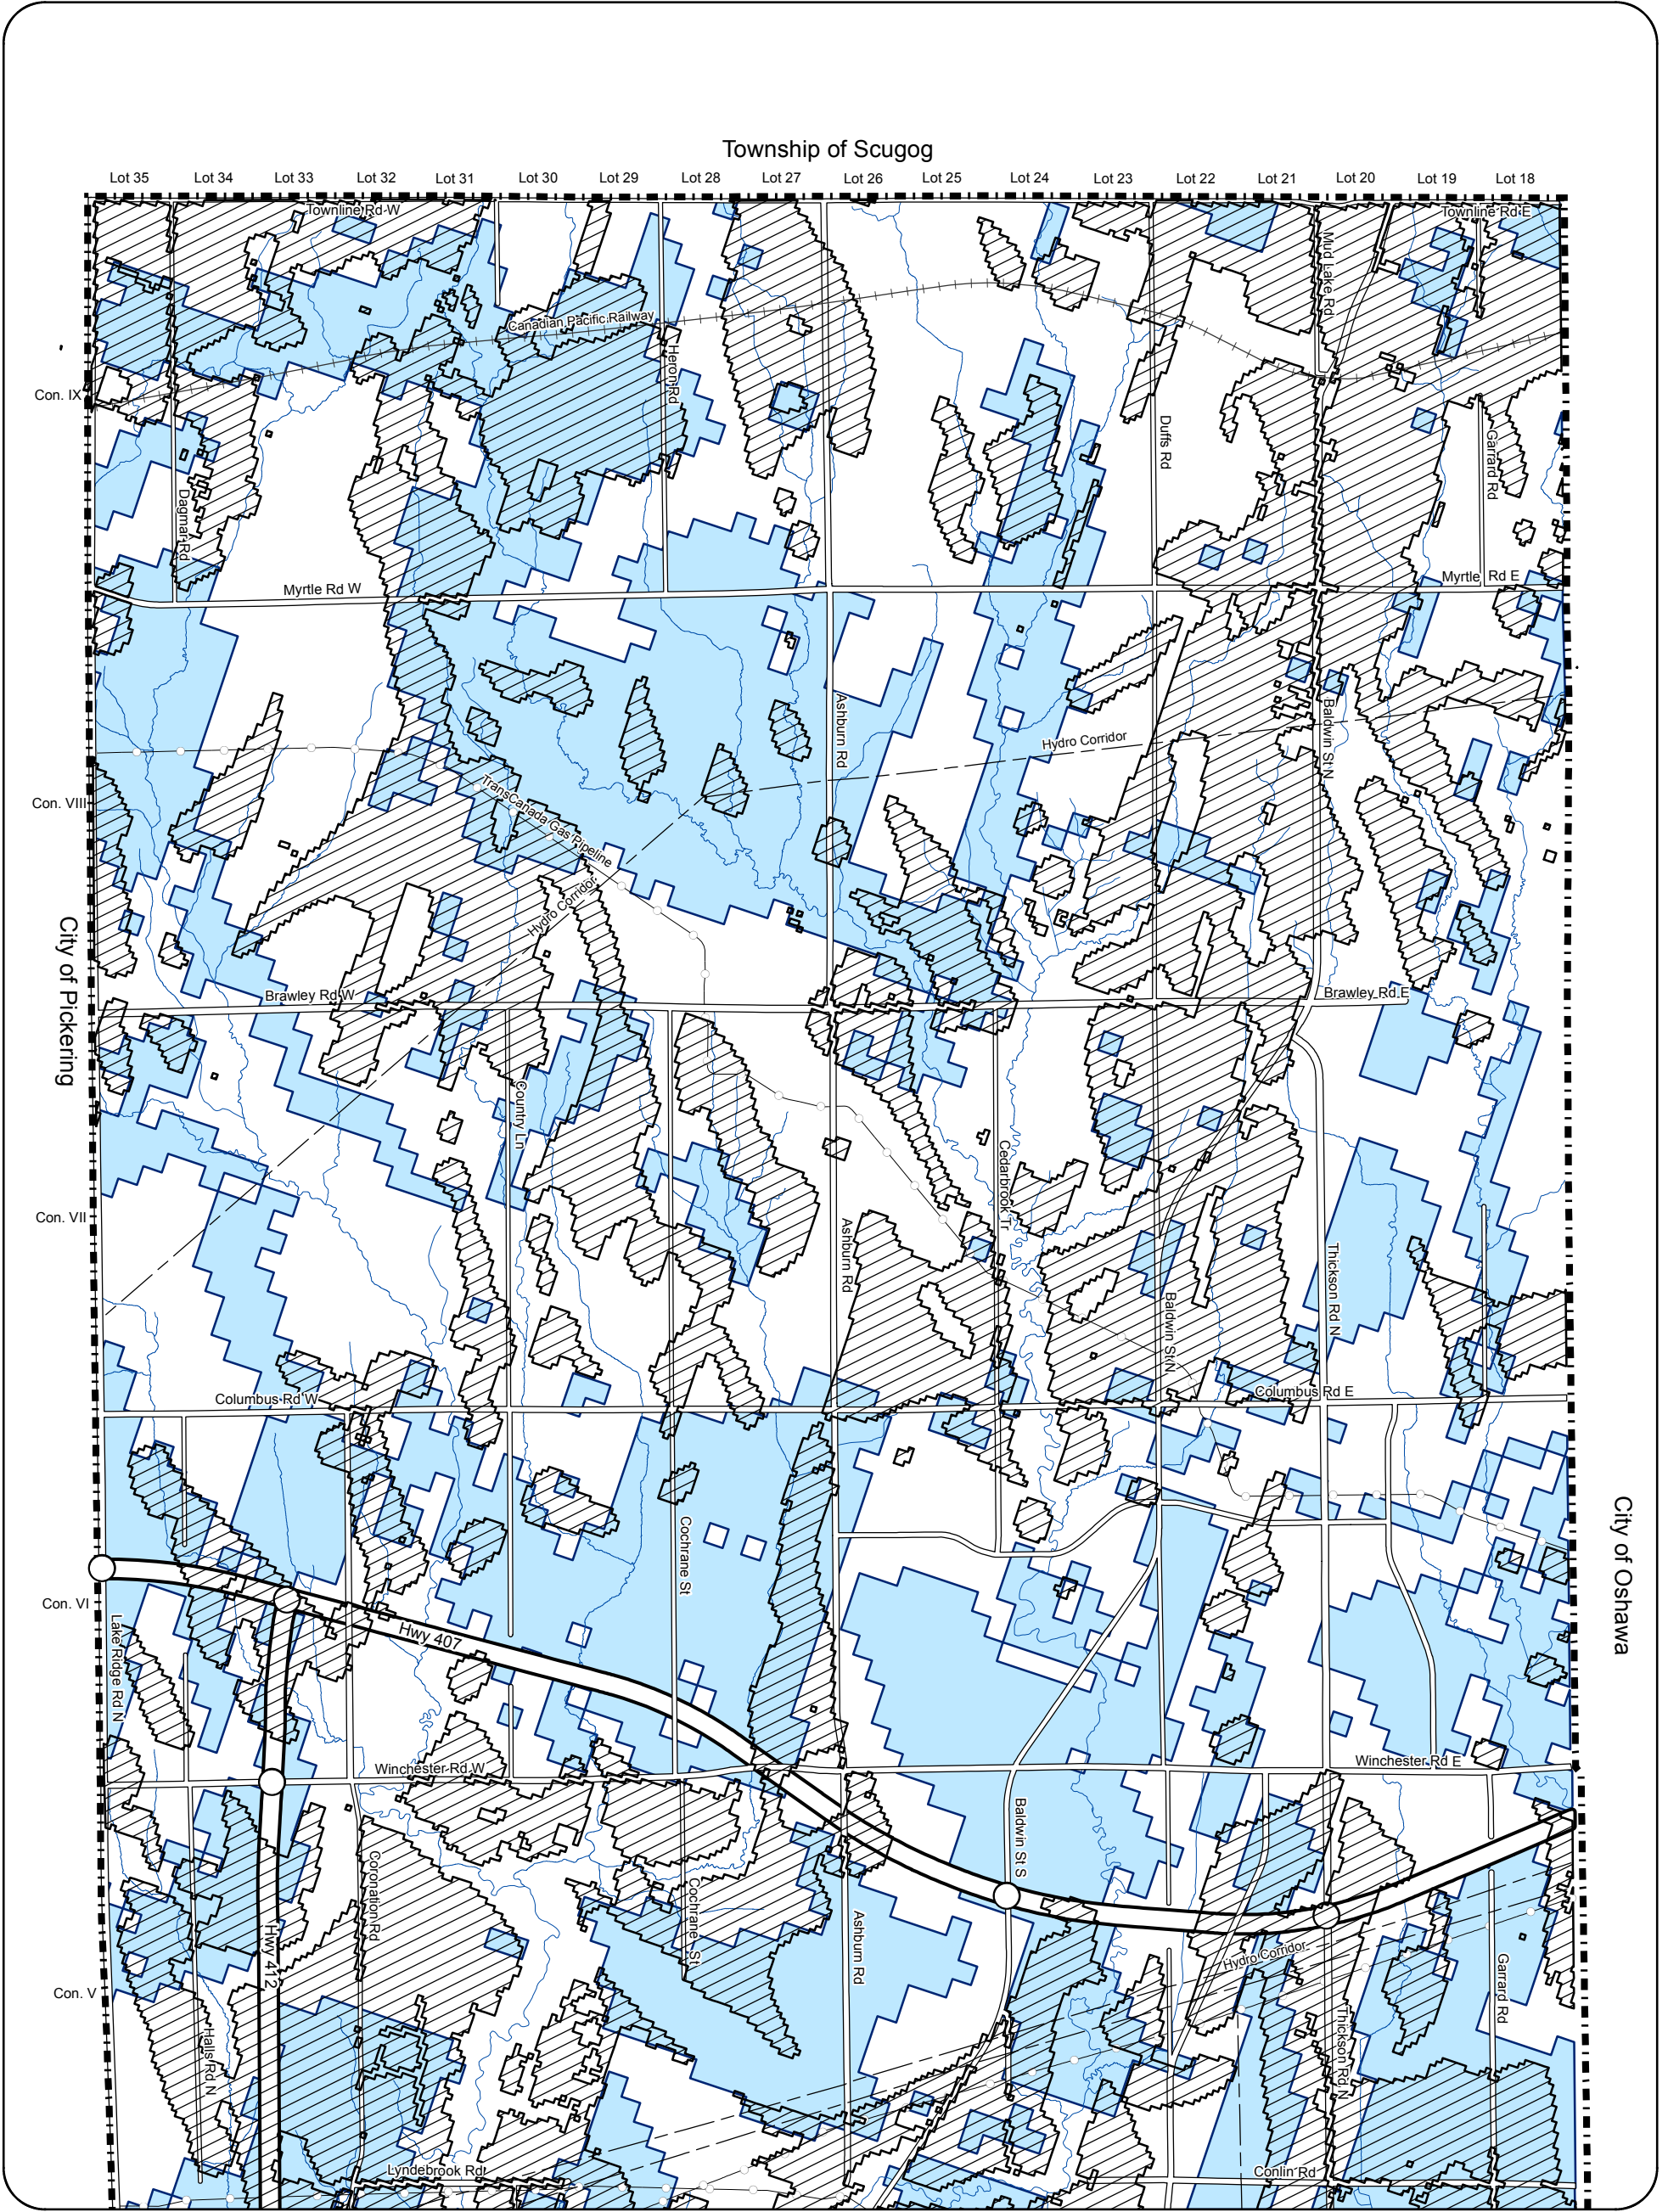 Township of Scugog
Lot 35 Lot 34 Lot 33 Lot 32 Lot 31 Lot 30 Lot 29 Lot 28 Lot 27 Lot 26 Lot 25 Lot 24 Lot 23 Lot 22 Lot 21 Lot 20 Lot 19 Lot 18
Townline Rd W
Townline Rd E
Mud Lake Rd
Canadian Pacific Railway
Heron Rd
Con. IX
Duffs Rd
Garrard Rd
Dagmar Rd
Myrtle Rd W
Myrtle Rd E
Ashburn Rd
Baldwin St N
Hydro Corridor
TransCanada Gas Pipeline
Con. VIII
Hydro Corridor
City of Pickering
Brawley Rd W
Brawley Rd E
Country Ln
Cedarbrook Tr
Con. VII
Ashburn Rd
Thickson Rd N
Baldwin St N
Columbus Rd W
Columbus Rd E
City of Oshawa
Cochrane St
Con. VI
Lake Ridge Rd N
Hwy 407
Winchester Rd W
Winchester Rd E
Baldwin St S
Coronation Rd
Cochrane St
Ashburn Rd
Hwy 412
Hydro Corridor
Garrard Rd
Con. V
Halls Rd N
Thickson Rd N
Lyndebrook Rd
Conlin Rd